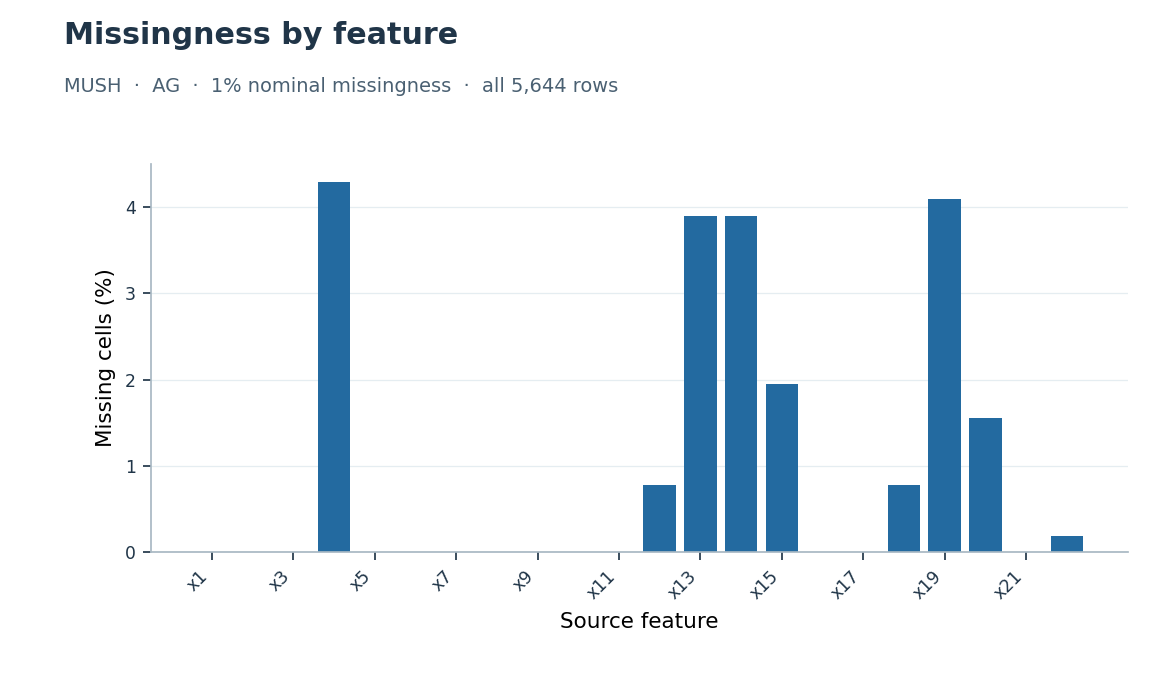 Missingness by feature
MUSH · AG · 1% nominal missingness · all 5,644 rows
Missing cells (%)
4
3
2
1
0
x1 x3 x5 x7 x9 x11 x13 x15 x17 x19 x21
Source feature